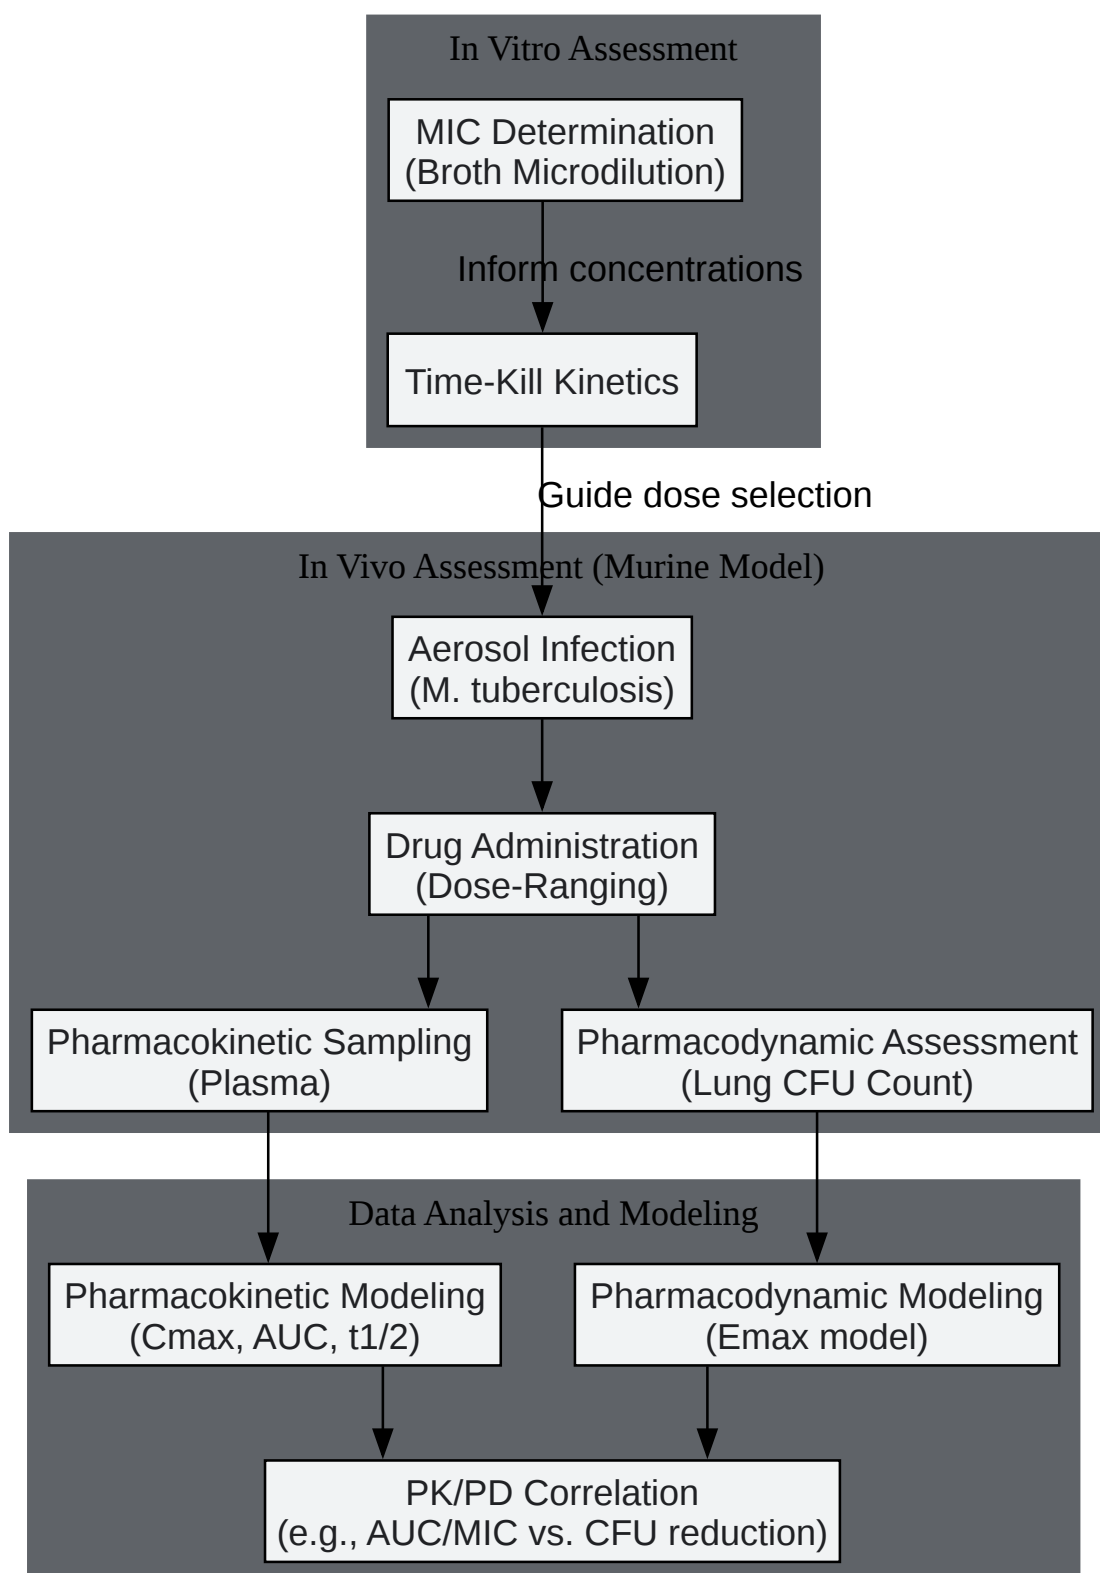 In Vitro Assessment
MIC Determination
(Broth Microdilution)
Inform concentrations
Time-Kill Kinetics
Guide dose selection
In Vivo Assessment (Murine Model)
Aerosol Infection
(M. tuberculosis)
Drug Administration
(Dose-Ranging)
Pharmacokinetic Sampling
(Plasma)
Pharmacodynamic Assessment
(Lung CFU Count)
Data Analysis and Modeling
Pharmacokinetic Modeling
(Cmax, AUC, t1/2)
Pharmacodynamic Modeling
(Emax model)
PK/PD Correlation
(e.g., AUC/MIC vs. CFU reduction)